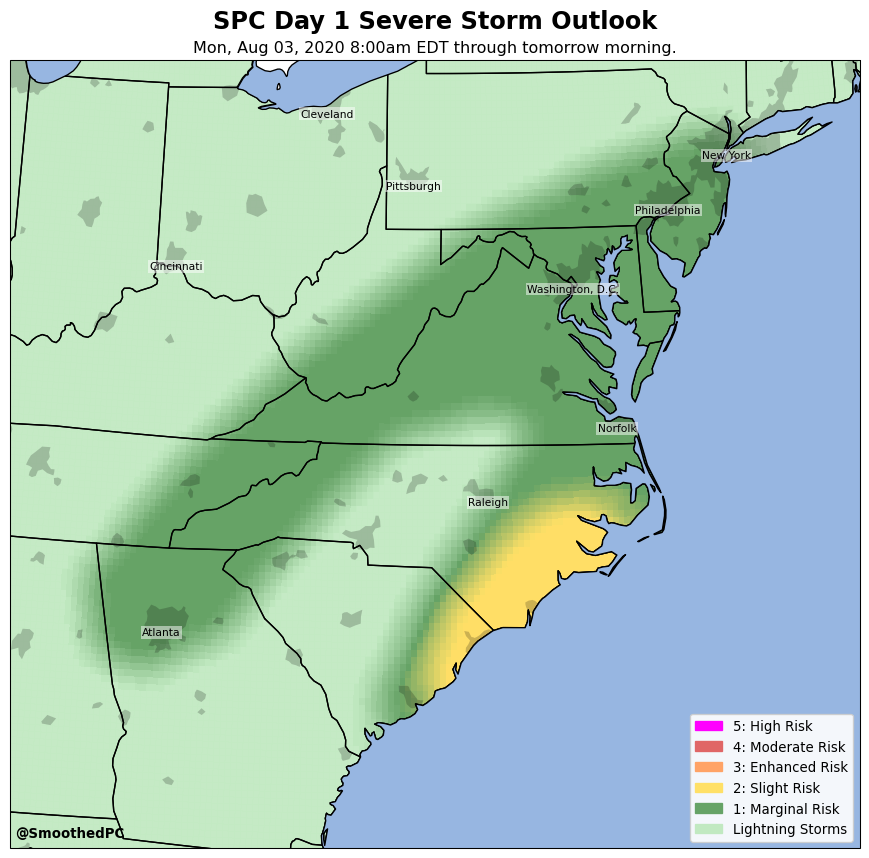 SPC Day 1 Severe Storm Outlook
Mon, Aug 03, 2020 8:00am EDT through tomorrow morning.
Cleveland
New York
Pittsburgh
Philadelphia
Cincinnati
Washington, D.C.
Norfolk
Raleigh
Atlanta
5: High Risk
4: Moderate Risk
3: Enhanced Risk
2: Slight Risk
1: Marginal Risk
Lightning Storms
@SmoothedPC